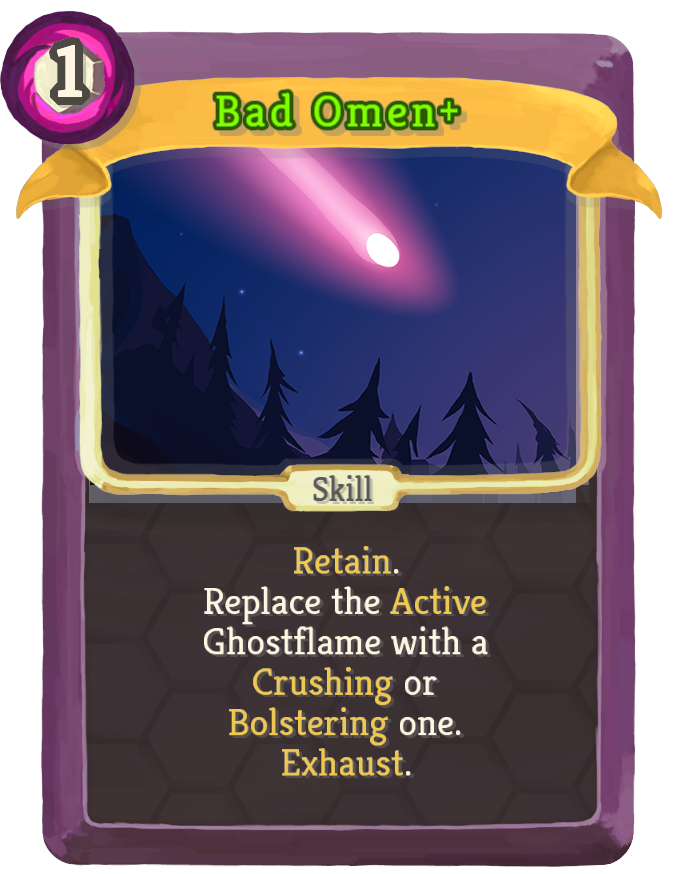 1
Bad Omen+
Skill
Retain.
Replace the Active
Ghostflame with a
Crushing or
Bolstering one.
Exhaust.